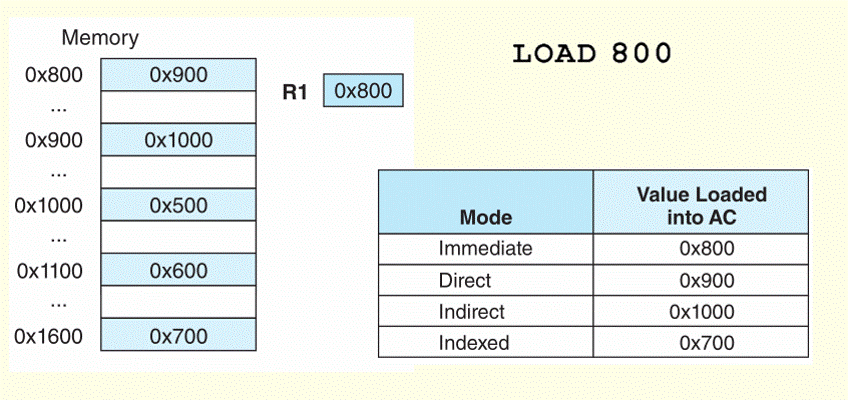 Memory
LOAD 800
0x800 0x900
R1 0x800
...
0x900 0x1000
...
0x1000 0x500
...
0x1100 0x600
...
0x1600 0x700
Mode Value Loaded into AC
Immediate 0x800
Direct 0x900
Indirect 0x1000
Indexed 0x700